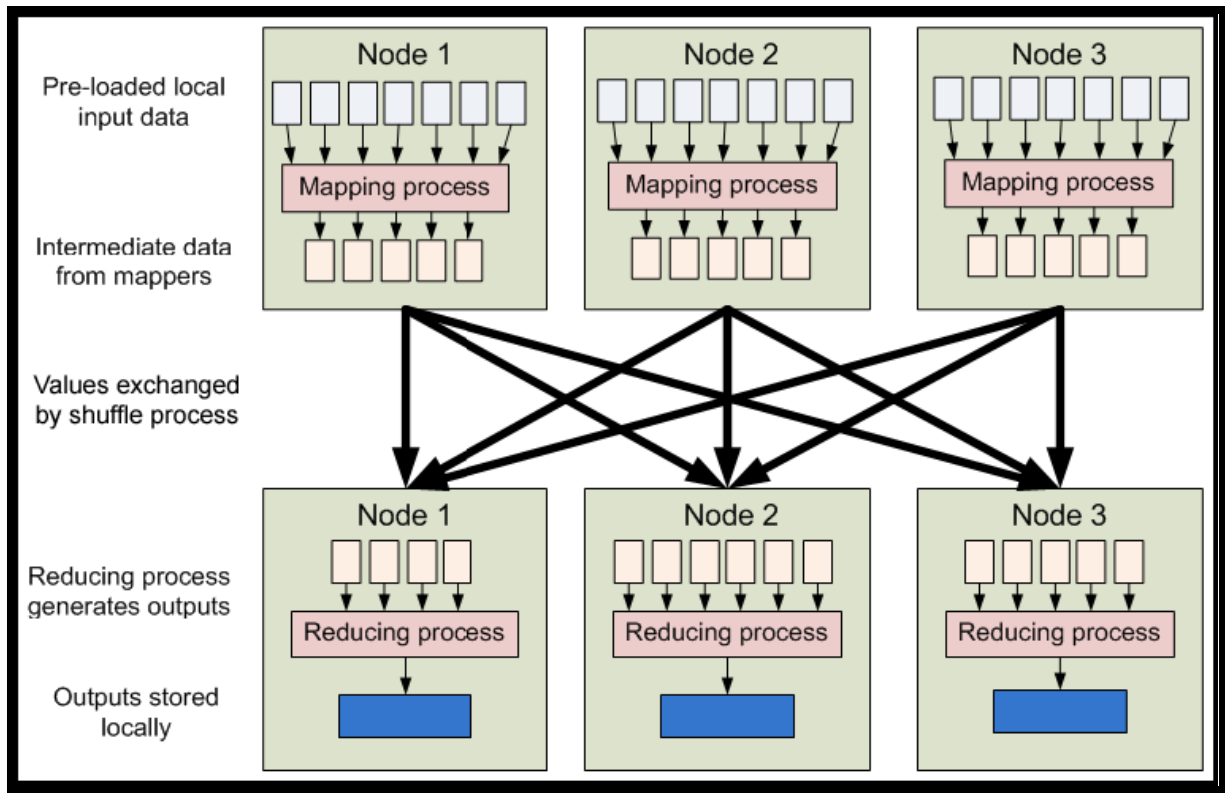 Node 1
Node 2
Node 3
Pre-loaded local
input data
Mapping process
Mapping process
Mapping process
Intermediate data
from mappers
Values exchanged
by shuffle process
Node 1
Node 2
Node 3
Reducing process
generates outputs
Reducing process
Reducing process
Reducing process
Outputs stored
locally